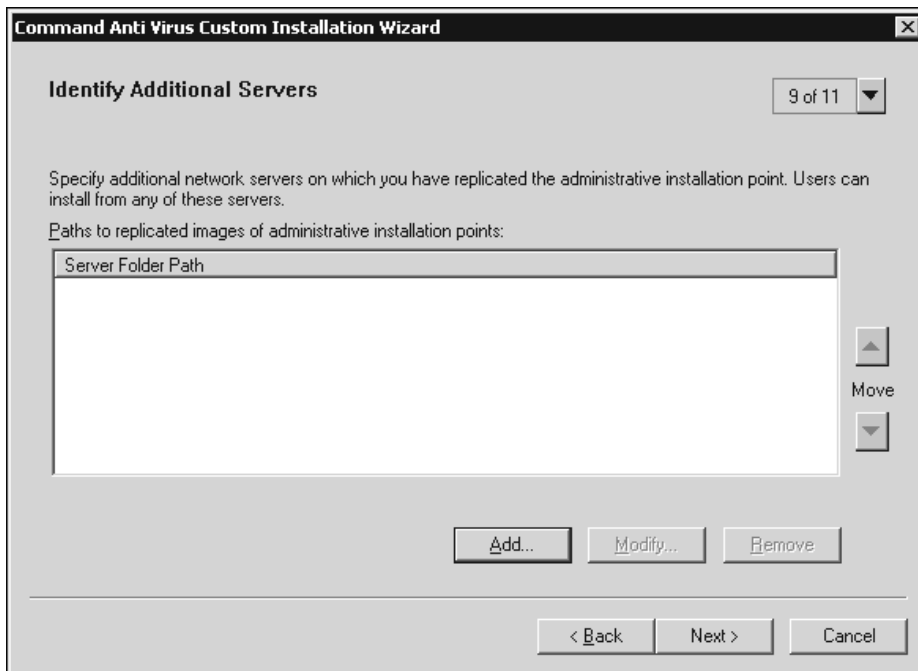 Command Anti Virus Custom Installation Wizard
Identify Additional Servers
9 of 11
Specify additional network servers on which you have replicated the administrative installation point. Users can
install from any of these servers.
Paths to replicated images of administrative installation points:
Server Folder Path
Move
Add...
Modify...
Remove
< Back
Next >
Cancel